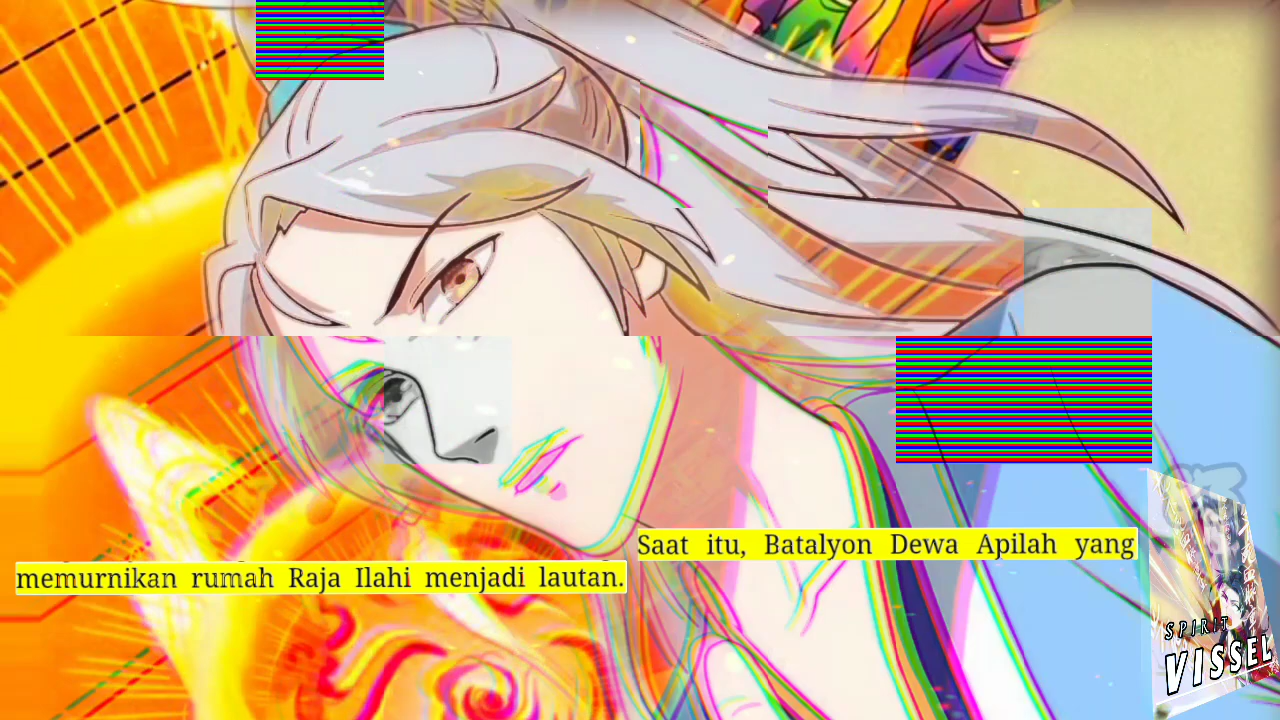 Saat itu, Batalyon Dewa Apilah yang
memurnikan rumah Raja Ilahi menjadi lautan.
SPIRIT
VISSEL